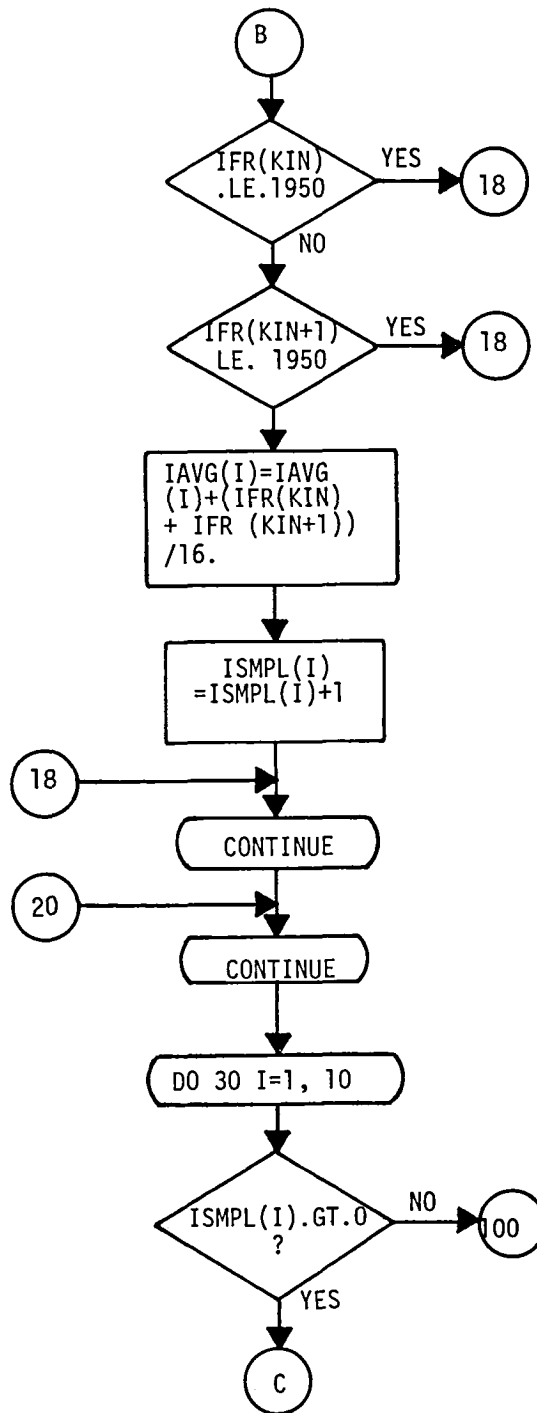 B
IFR(KIN)
.LE.1950
YES
18
NO
IFR(KIN+1)
LE. 1950
YES
18
IAVG(I)=IAVG
(I)+(IFR(KIN)
+ IFR (KIN+1))
/16.
ISMPL(I)
=ISMPL(I)+1
18
CONTINUE
20
CONTINUE
DO 30 I=1, 10
ISMPL(I).GT.0
?
NO
100
YES
C